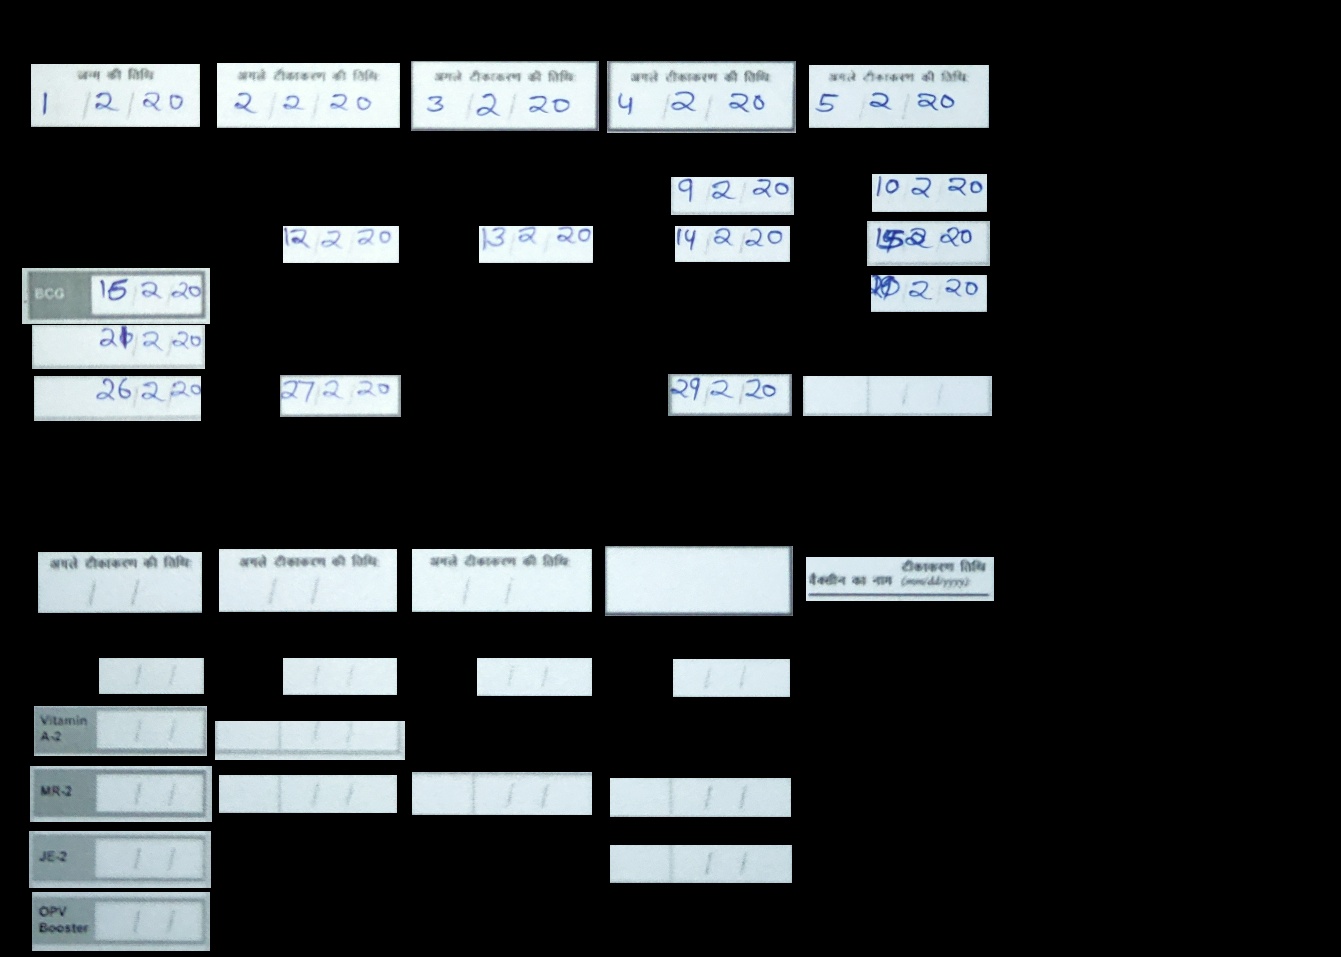 जन्म की तिथि
1 / 2 / 20
अगले टीकाकरण की तिथि:
2 / 2 / 20
अगले टीकाकरण की तिथि:
3 / 2 / 20
अगले टीकाकरण की तिथि:
4 / 2 / 20
अगले टीकाकरण की तिथि:
5 / 2 / 20
9 / 2 / 20
10 / 2 / 20
12 / 2 / 20
13 / 2 / 20
14 / 2 / 20
2 20
BCG 15 / 2 / 20
/ 2 / 20
/ 2 / 20
26 / 2 / 20
27 / 2 / 20
29 / 2 / 20
/ /
अगले टीकाकरण की तिथि:
/ /
अगले टीकाकरण की तिथि:
/ /
अगले टीकाकरण की तिथि:
/ /
टीकाकरण तिथि
वैक्सीन का नाम (mm/dd/yyyy):
/ /
/ /
/ /
/ /
Vitamin A-2 / /
/ /
MR-2 / /
/ /
/ /
/ /
JE-2 / /
/ /
OPV Booster / /